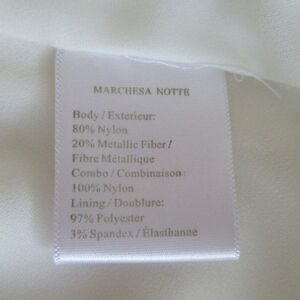 MARCHESA NOTTE
Body / Exterieur:
80% Nylon
20% Metallic Fiber /
Fibre Métallique
Combo / Combinaison:
100% Nylon
Lining / Doublure:
97% Polyester
3% Spandex / Élasthanne